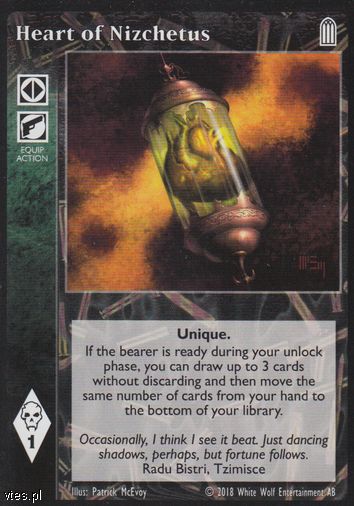 Heart of Nizchetus
EQUIP
ACTION
Unique.
If the bearer is ready during your unlock
phase, you can draw up to 3 cards
without discarding and then move the
same number of cards from your hand to
the bottom of your library.
Occasionally, I think I see it beat. Just dancing
shadows, perhaps, but fortune follows.
Radu Bistri, Tzimisce
1
vtes.pl
Illus: Patrick McEvoy
© 2018 White Wolf Entertainment AB